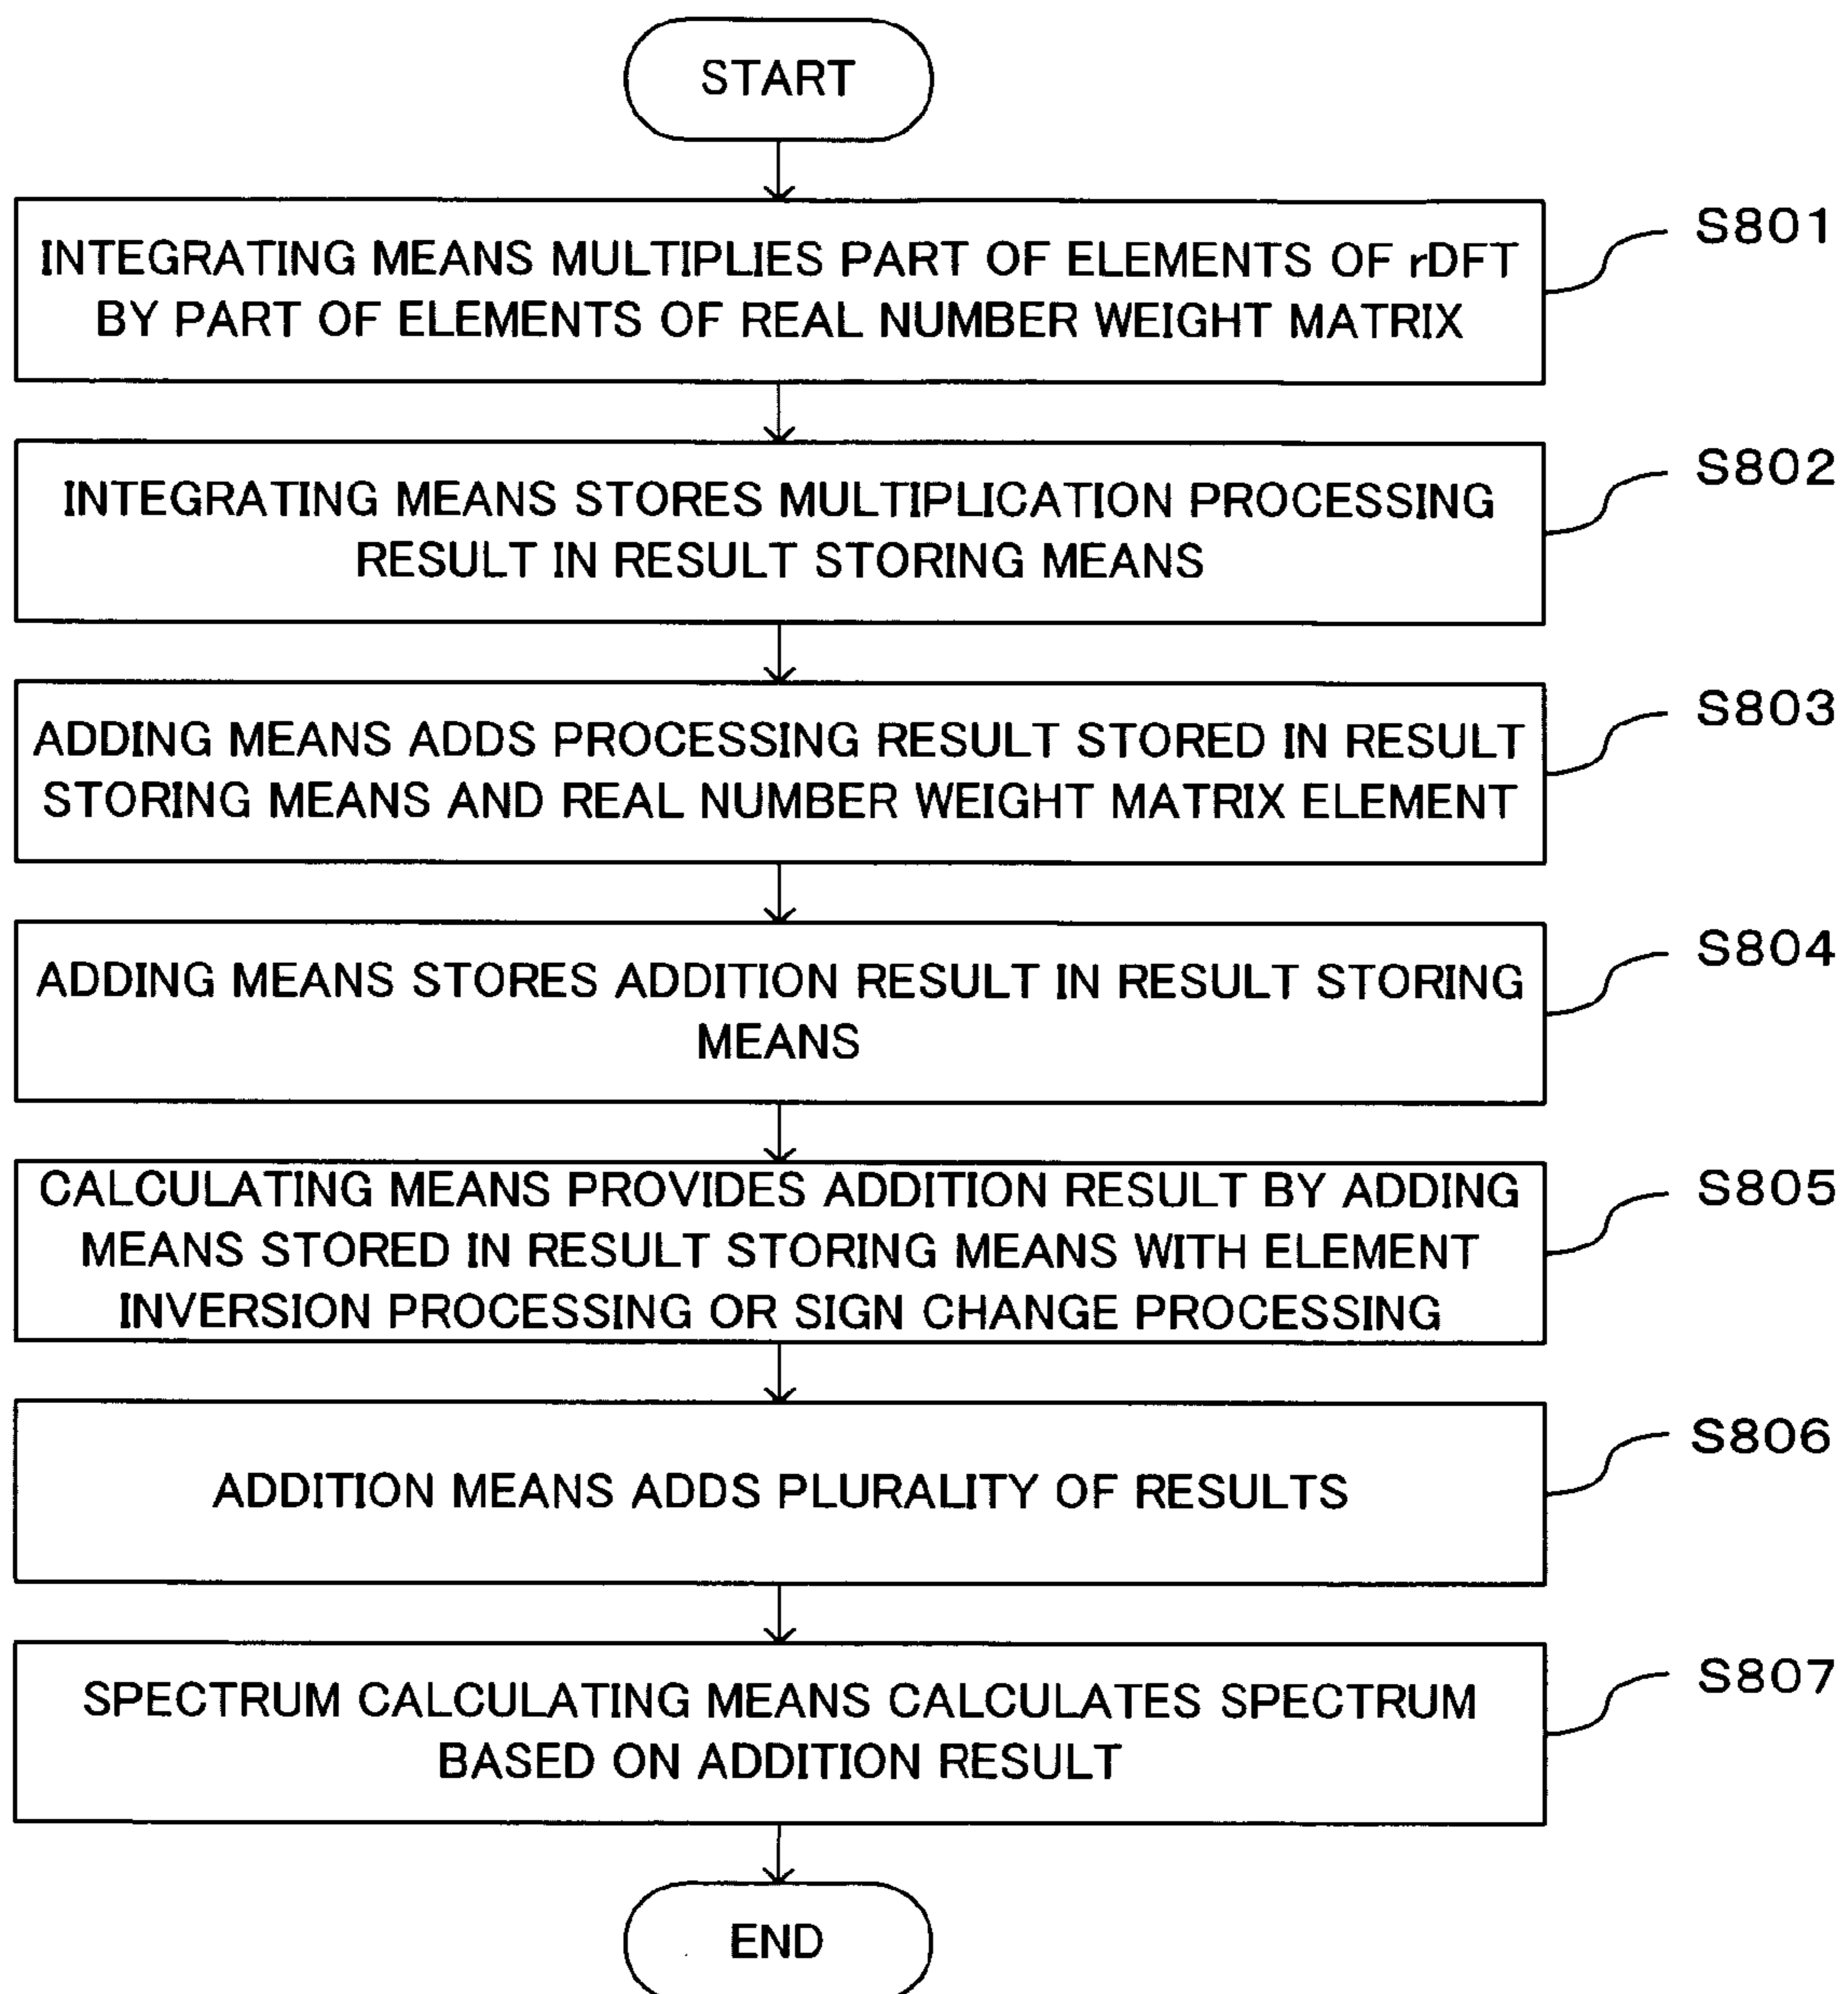 START
INTEGRATING MEANS MULTIPLIES PART OF ELEMENTS OF rDFT
BY PART OF ELEMENTS OF REAL NUMBER WEIGHT MATRIX
S801
INTEGRATING MEANS STORES MULTIPLICATION PROCESSING
RESULT IN RESULT STORING MEANS
S802
ADDING MEANS ADDS PROCESSING RESULT STORED IN RESULT
STORING MEANS AND REAL NUMBER WEIGHT MATRIX ELEMENT
S803
ADDING MEANS STORES ADDITION RESULT IN RESULT STORING
MEANS
S804
CALCULATING MEANS PROVIDES ADDITION RESULT BY ADDING
MEANS STORED IN RESULT STORING MEANS WITH ELEMENT
INVERSION PROCESSING OR SIGN CHANGE PROCESSING
S805
ADDITION MEANS ADDS PLURALITY OF RESULTS
S806
SPECTRUM CALCULATING MEANS CALCULATES SPECTRUM
BASED ON ADDITION RESULT
S807
END